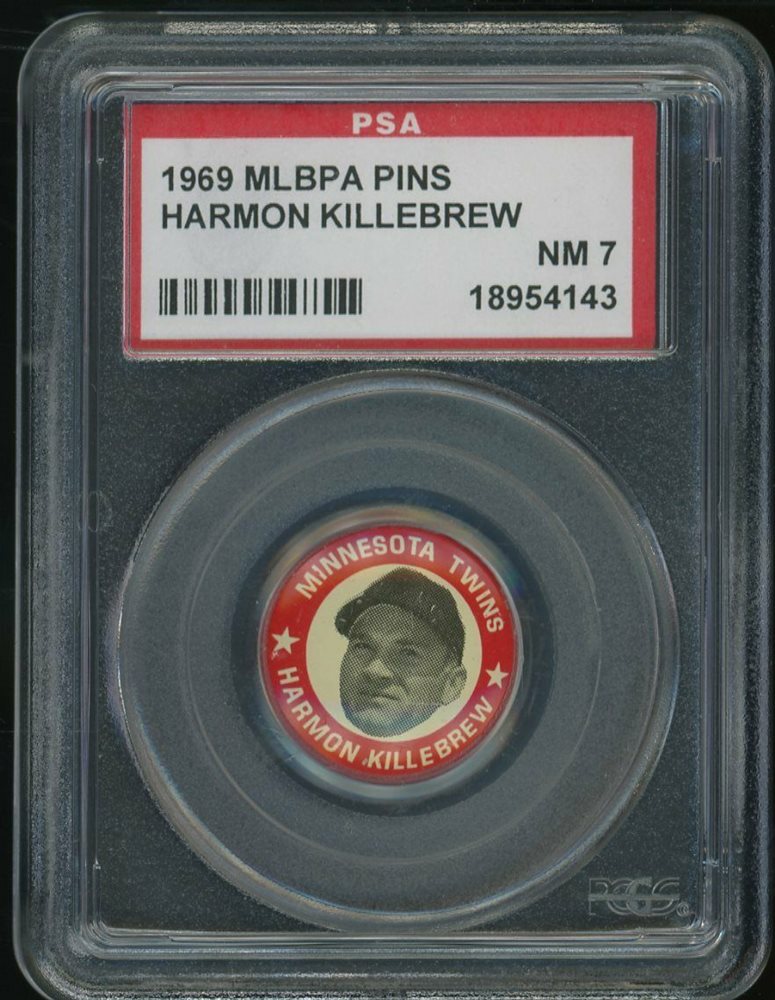 PSA
1969 MLBPA PINS
HARMON KILLEBREW
NM 7
18954143
MINNESOTA TWINS
HARMON KILLEBREW
PCGS